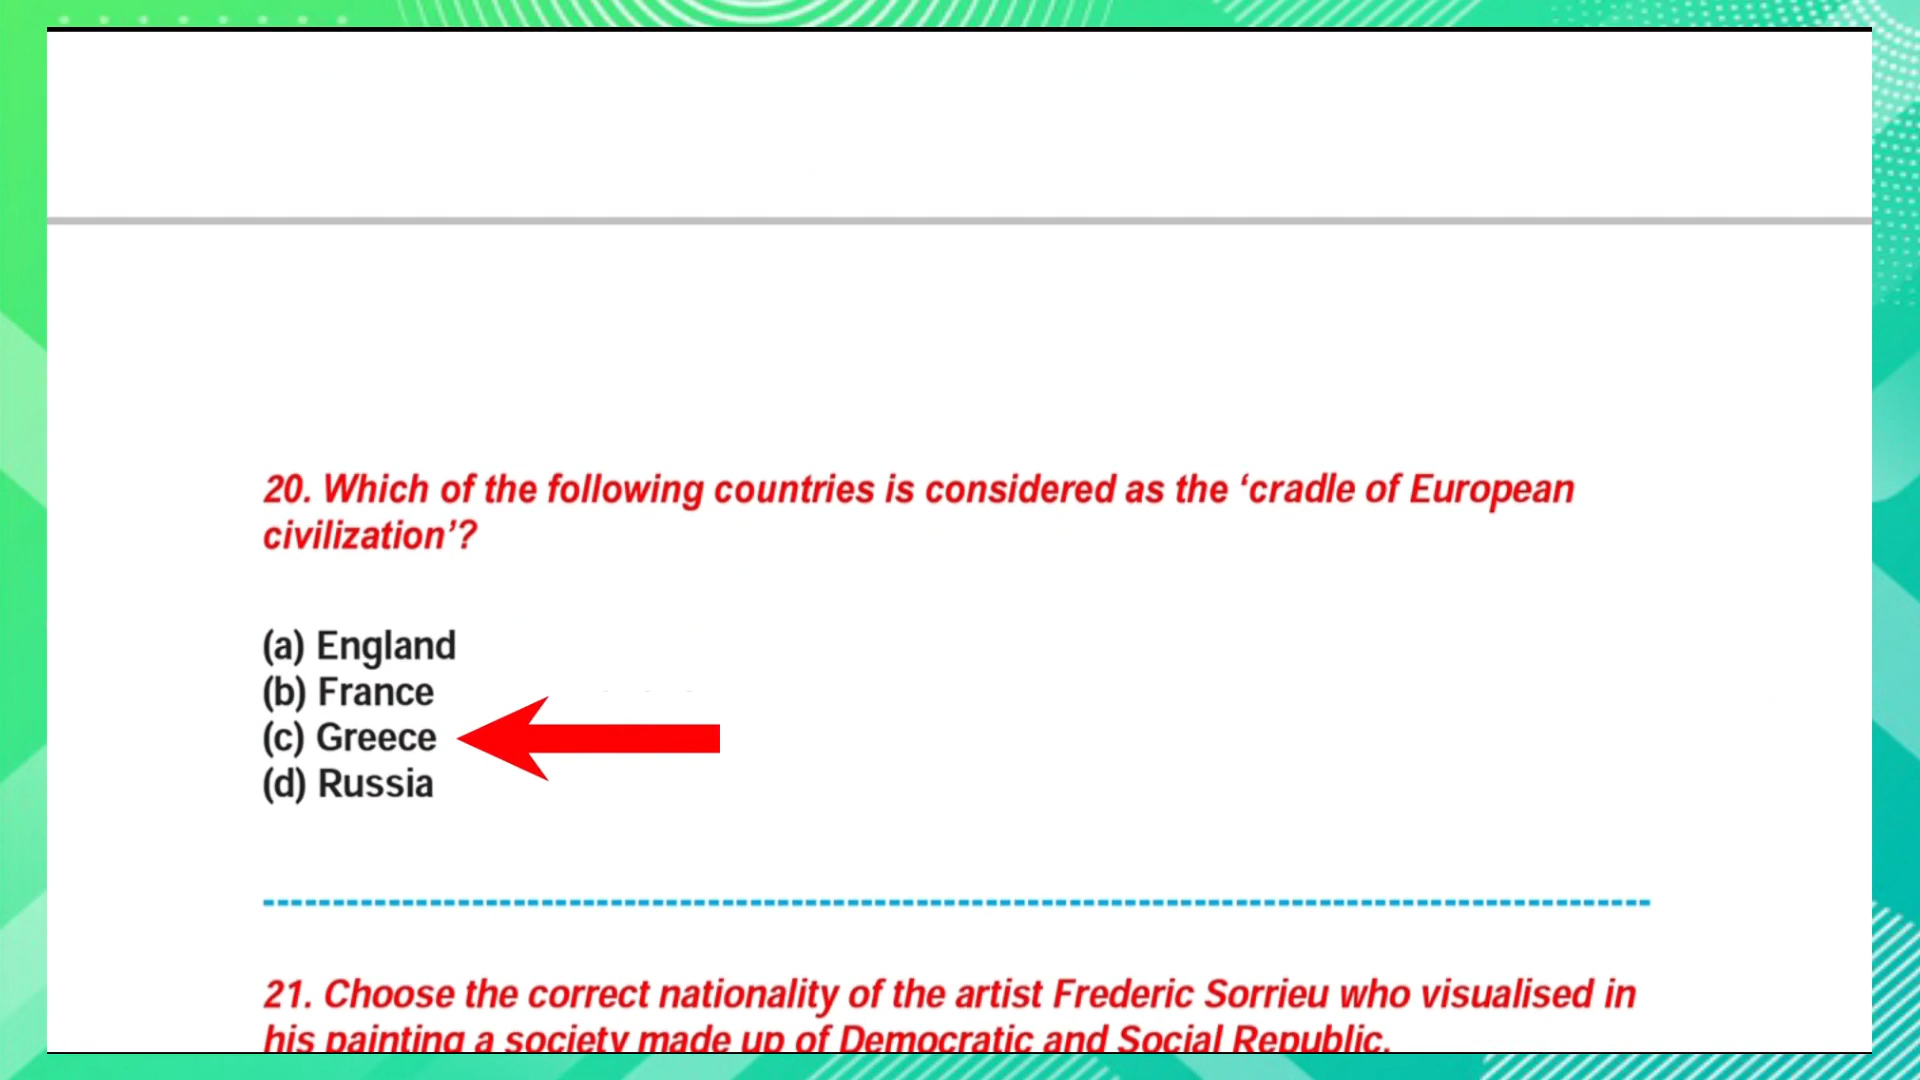 20. Which of the following countries is considered as the ‘cradle of European
civilization’?
(a) England
(b) France
(c) Greece
(d) Russia
21. Choose the correct nationality of the artist Frederic Sorrieu who visualised in
his painting a society made up of Democratic and Social Republic.